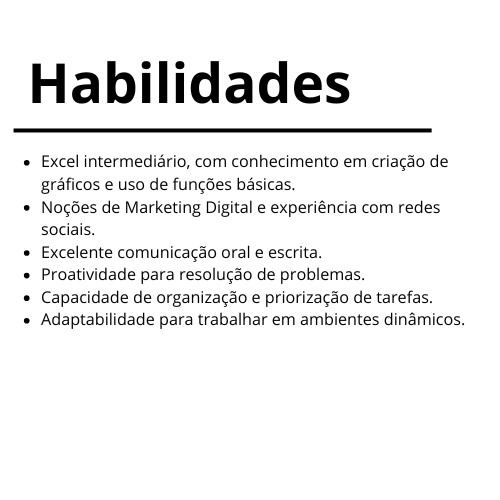 Habilidades
• Excel intermediário, com conhecimento em criação de
gráficos e uso de funções básicas.
• Noções de Marketing Digital e experiência com redes
sociais.
• Excelente comunicação oral e escrita.
• Proatividade para resolução de problemas.
• Capacidade de organização e priorização de tarefas.
• Adaptabilidade para trabalhar em ambientes dinâmicos.